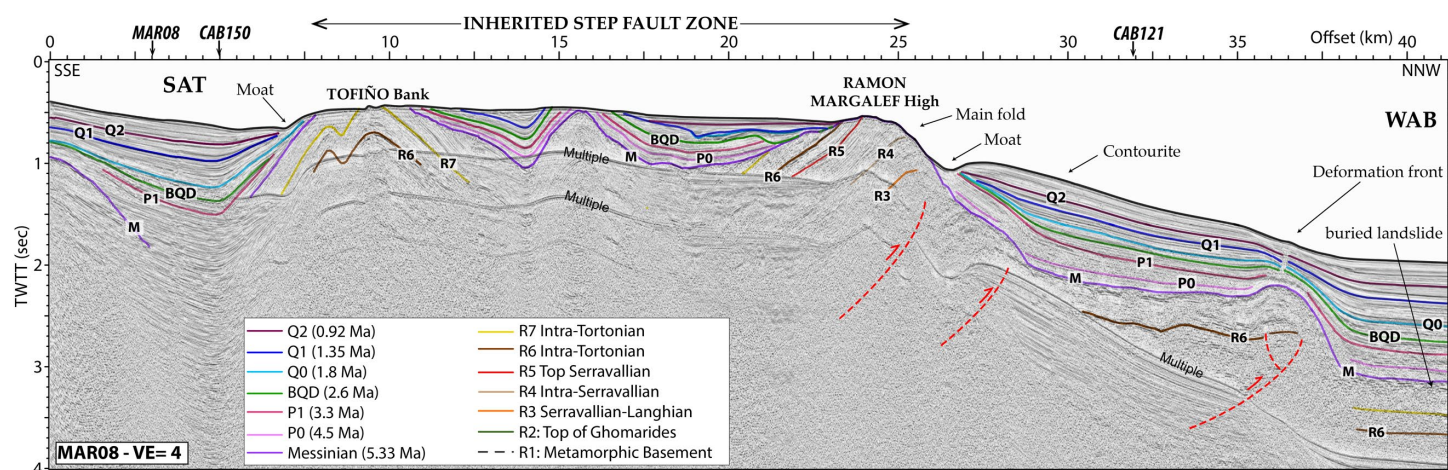 INHERITED STEP FAULT ZONE
MAR08 CAB150 CAB121
0 10 15 20 25 30 35 Offset (km) 40
0
SSE
NNW
SAT
Moat
TOFIÑO Bank
RAMON
MARGALEF High
Main fold
Moat
WAB
Contourite
Deformation front
buried landslide
Q1 Q2
BQD
P1
M
R6
R7
Multiple
Multiple
BQD
M
P0
R6
R5
R4
R3
Q2
Q1
P1
M
P0
R6
Multiple
Q0
BQD
M
R6
1
2
3
4
TWTT (sec)
Q2 (0.92 Ma)
Q1 (1.35 Ma)
Q0 (1.8 Ma)
BQD (2.6 Ma)
P1 (3.3 Ma)
P0 (4.5 Ma)
Messinian (5.33 Ma)
R7 Intra-Tortonian
R6 Intra-Tortonian
R5 Top Serravallian
R4 Intra-Serravallian
R3 Serravallian-Langhian
R2: Top of Ghomarides
R1: Metamorphic Basement
MAR08 - VE= 4